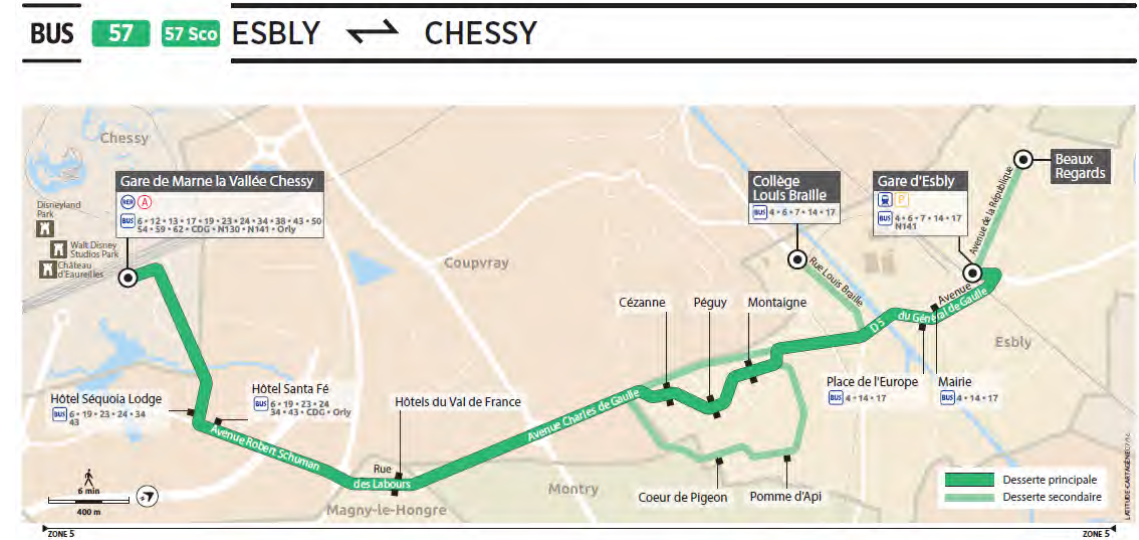 BUS 57 57 Sco ESBLY ⇌ CHESSY
Chessy
Gare de Marne la Vallée Chessy
RER A
BUS 6 • 12 • 13 • 17 • 19 • 23 • 24 • 34 • 38 • 43 • 50
54 • 59 • 62 • CDG • N130 • N141 • Orly
Disneyland
Park
Walt Disney
Studios Park
Château
d'Eaureilles
Coupvray
Collège
Louis Braille
BUS 4 • 6 • 7 • 14 • 17
Rue Louis Braille
Gare d'Esbly
P
BUS 4 • 6 • 7 • 14 • 17
N141
Beaux
Regards
Avenue de la République
Avenue
du Général de Gaulle
D 5
Esbly
Cézanne
Péguy
Montaigne
Place de l'Europe
BUS 4 • 14 • 17
Mairie
BUS 4 • 14 • 17
Hôtel Séquoia Lodge
BUS 6 • 19 • 23 • 24 • 34
43
Hôtel Santa Fé
BUS 6 • 19 • 23 • 24
34 • 43 • CDG • Orly
Hôtels du Val de France
Avenue Charles de Gaulle
Avenue Robert Schuman
Rue
des Labours
Magny-le-Hongre
Montry
Coeur de Pigeon
Pomme d'Api
6 min
400 m
Desserte principale
Desserte secondaire
ZONE 5
ZONE 5